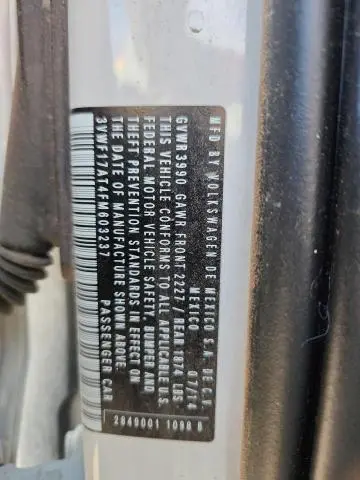 MFD BY VOLKSWAGEN DE MEXICO S.A. DE C.V.
MEXICO 07/14
GVWR 3990 GAWR FRONT 2227 / REAR 1874 LBS
THIS VEHICLE CONFORMS TO ALL APPLICABLE U.S.
FEDERAL MOTOR VEHICLE SAFETY, BUMPER AND
THEFT PREVENTION STANDARDS IN EFFECT ON
THE DATE OF MANUFACTURE SHOWN ABOVE.
3VWF17AT4FM603237 PASSENGER CAR
2849001 1098 B